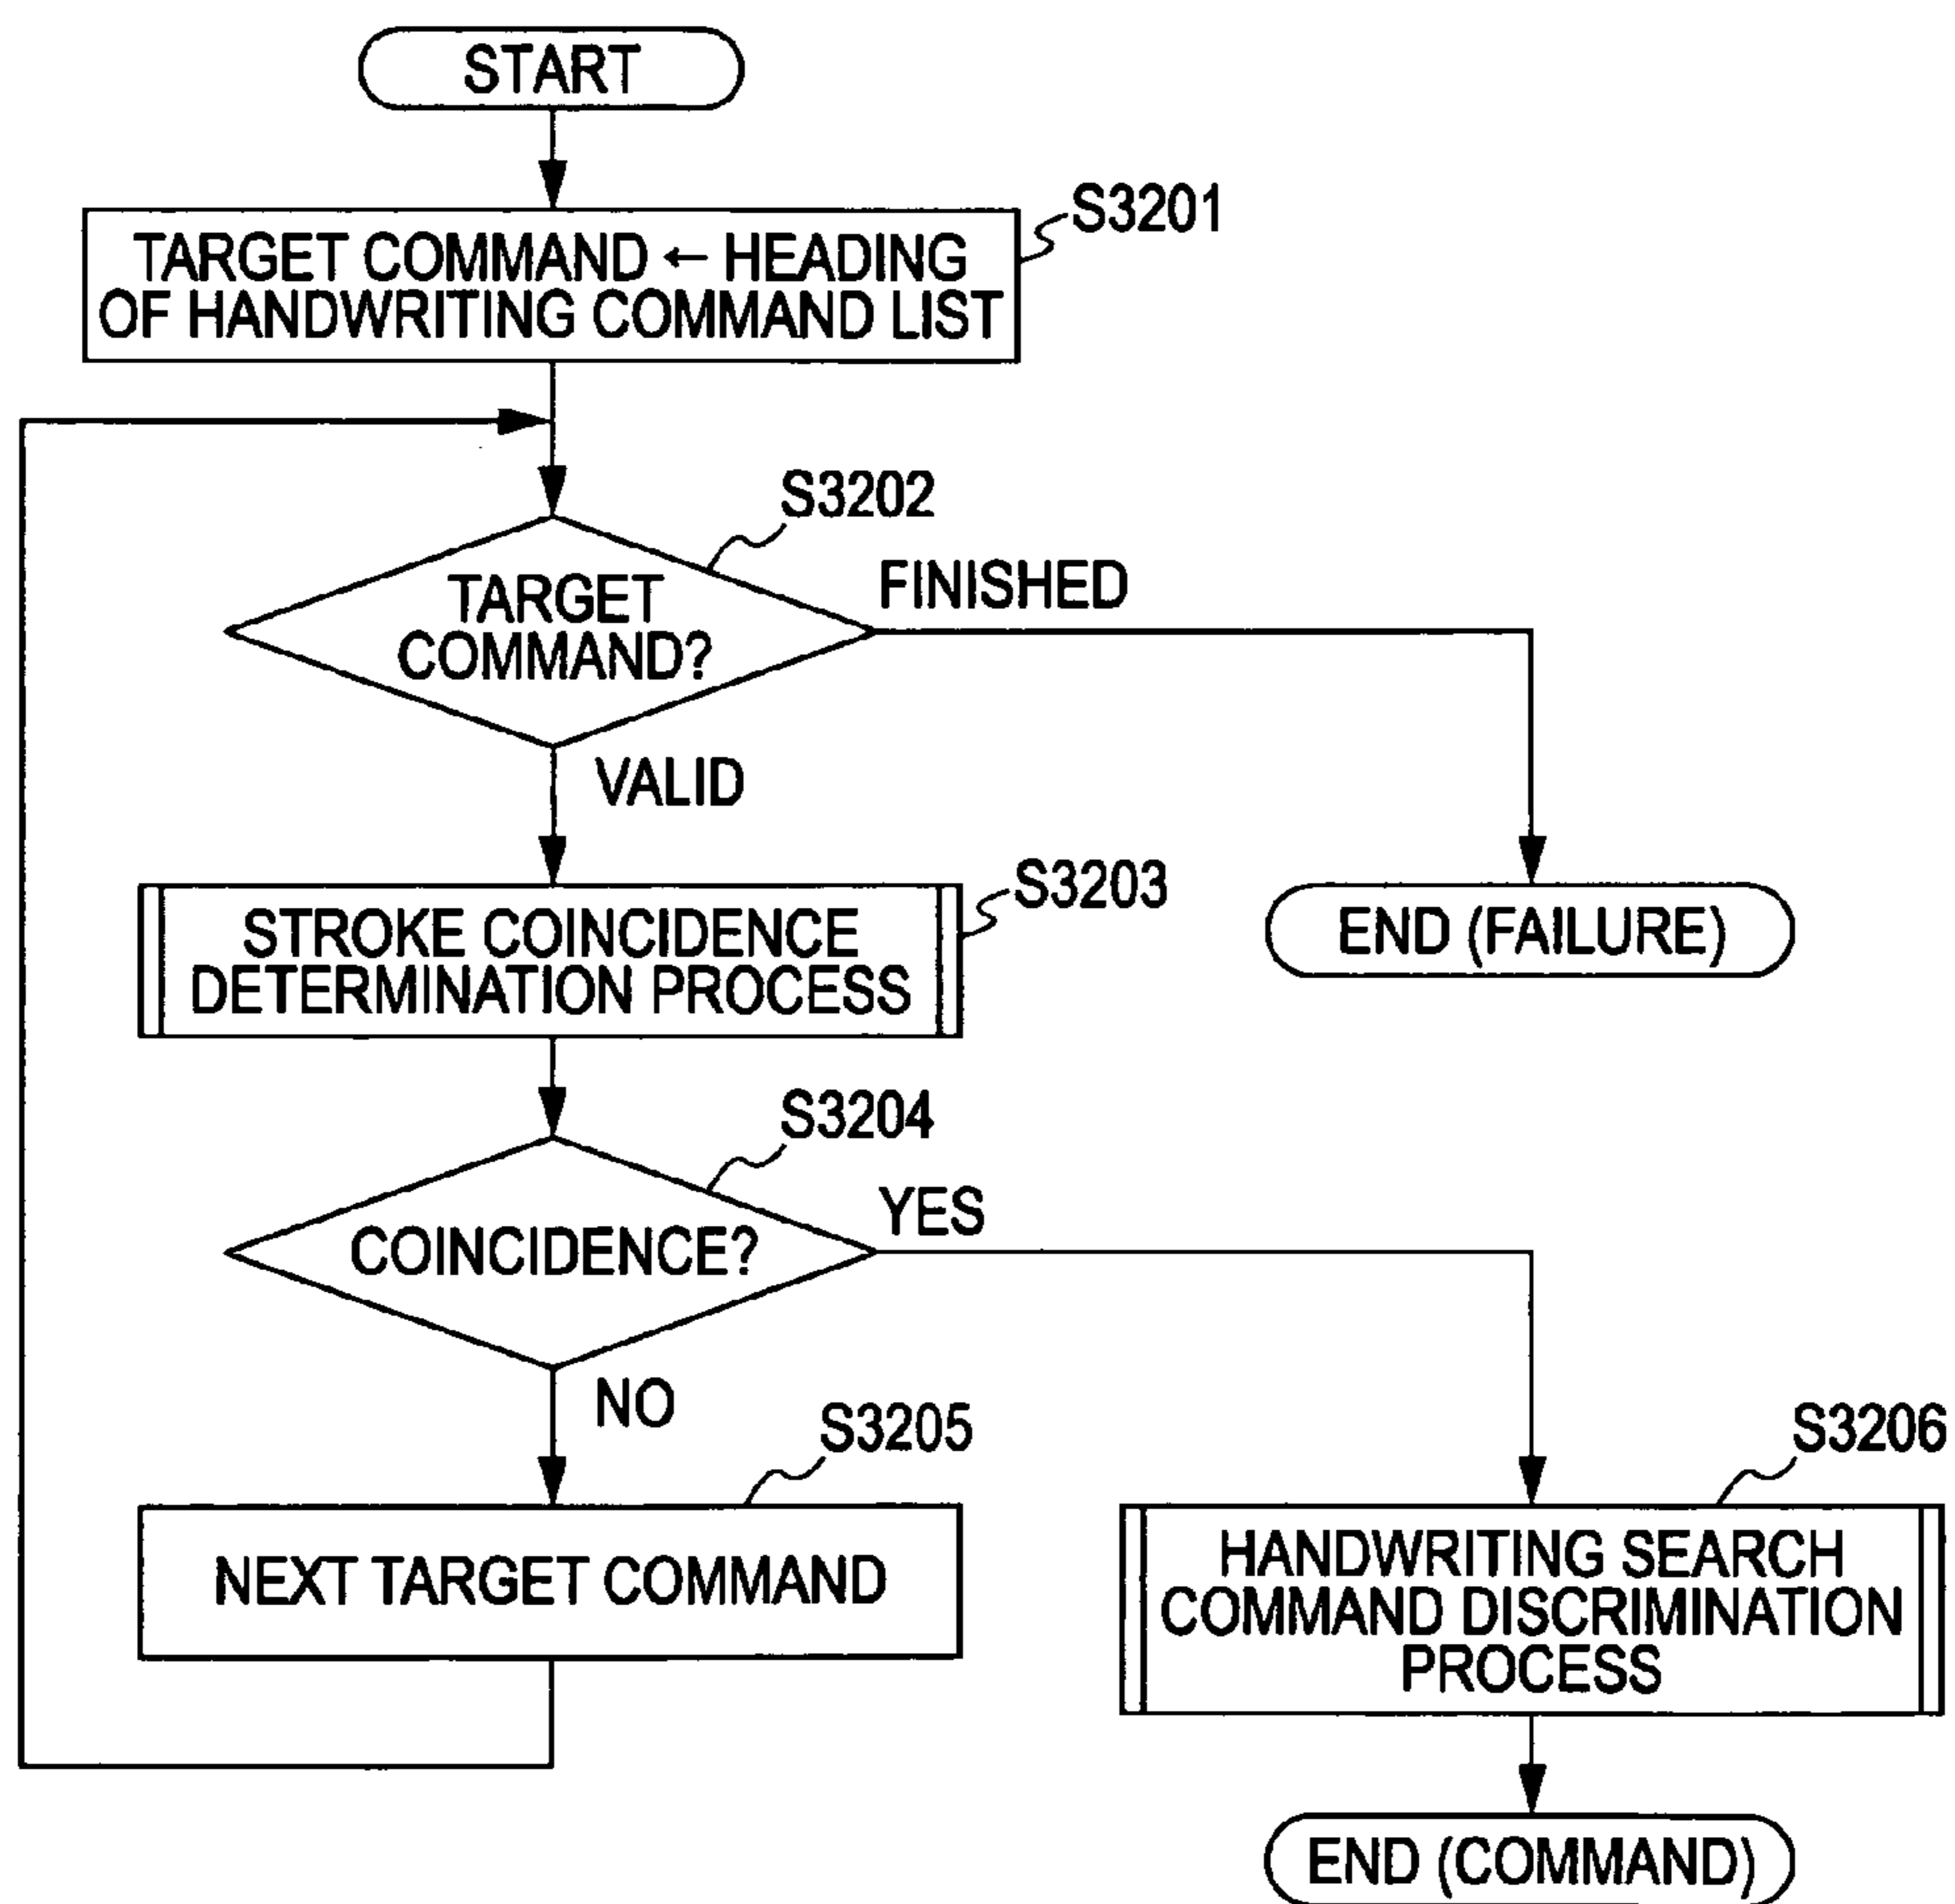 START
S3201
TARGET COMMAND ← HEADING
OF HANDWRITING COMMAND LIST
S3202
TARGET
COMMAND?
FINISHED
VALID
S3203
STROKE COINCIDENCE
DETERMINATION PROCESS
END (FAILURE)
S3204
COINCIDENCE?
YES
NO
S3205
NEXT TARGET COMMAND
S3206
HANDWRITING SEARCH
COMMAND DISCRIMINATION
PROCESS
END (COMMAND)